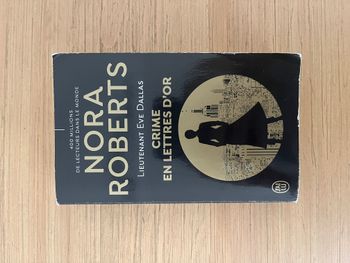 400 MILLIONS
DE LECTEURS DANS LE MONDE
NORA
ROBERTS
LIEUTENANT EVE DALLAS
CRIME
EN LETTRES D'OR